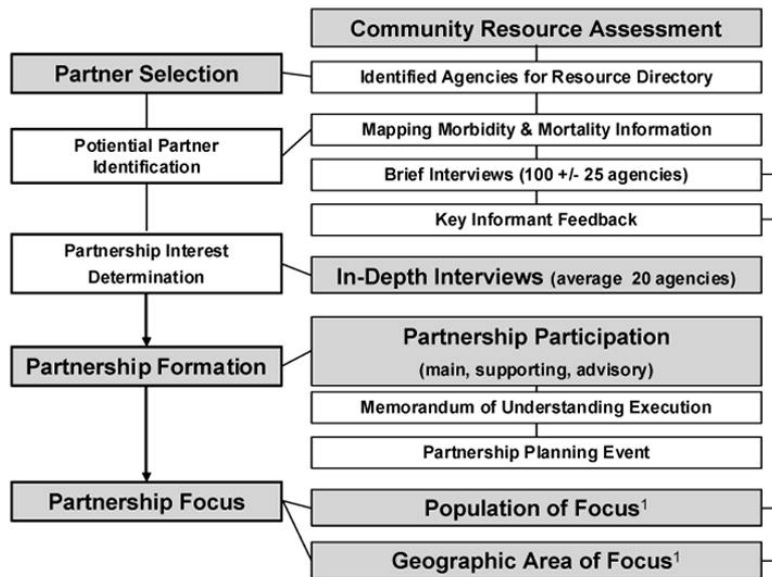 Community Resource Assessment
Partner Selection
Identified Agencies for Resource Directory
Potiential Partner
Identification
Mapping Morbidity & Mortality Information
Brief Interviews (100 +/- 25 agencies)
Key Informant Feedback
Partnership Interest
Determination
In-Depth Interviews (average 20 agencies)
Partnership Formation
Partnership Participation
(main, supporting, advisory)
Memorandum of Understanding Execution
Partnership Planning Event
Partnership Focus
Population of Focus¹
Geographic Area of Focus¹